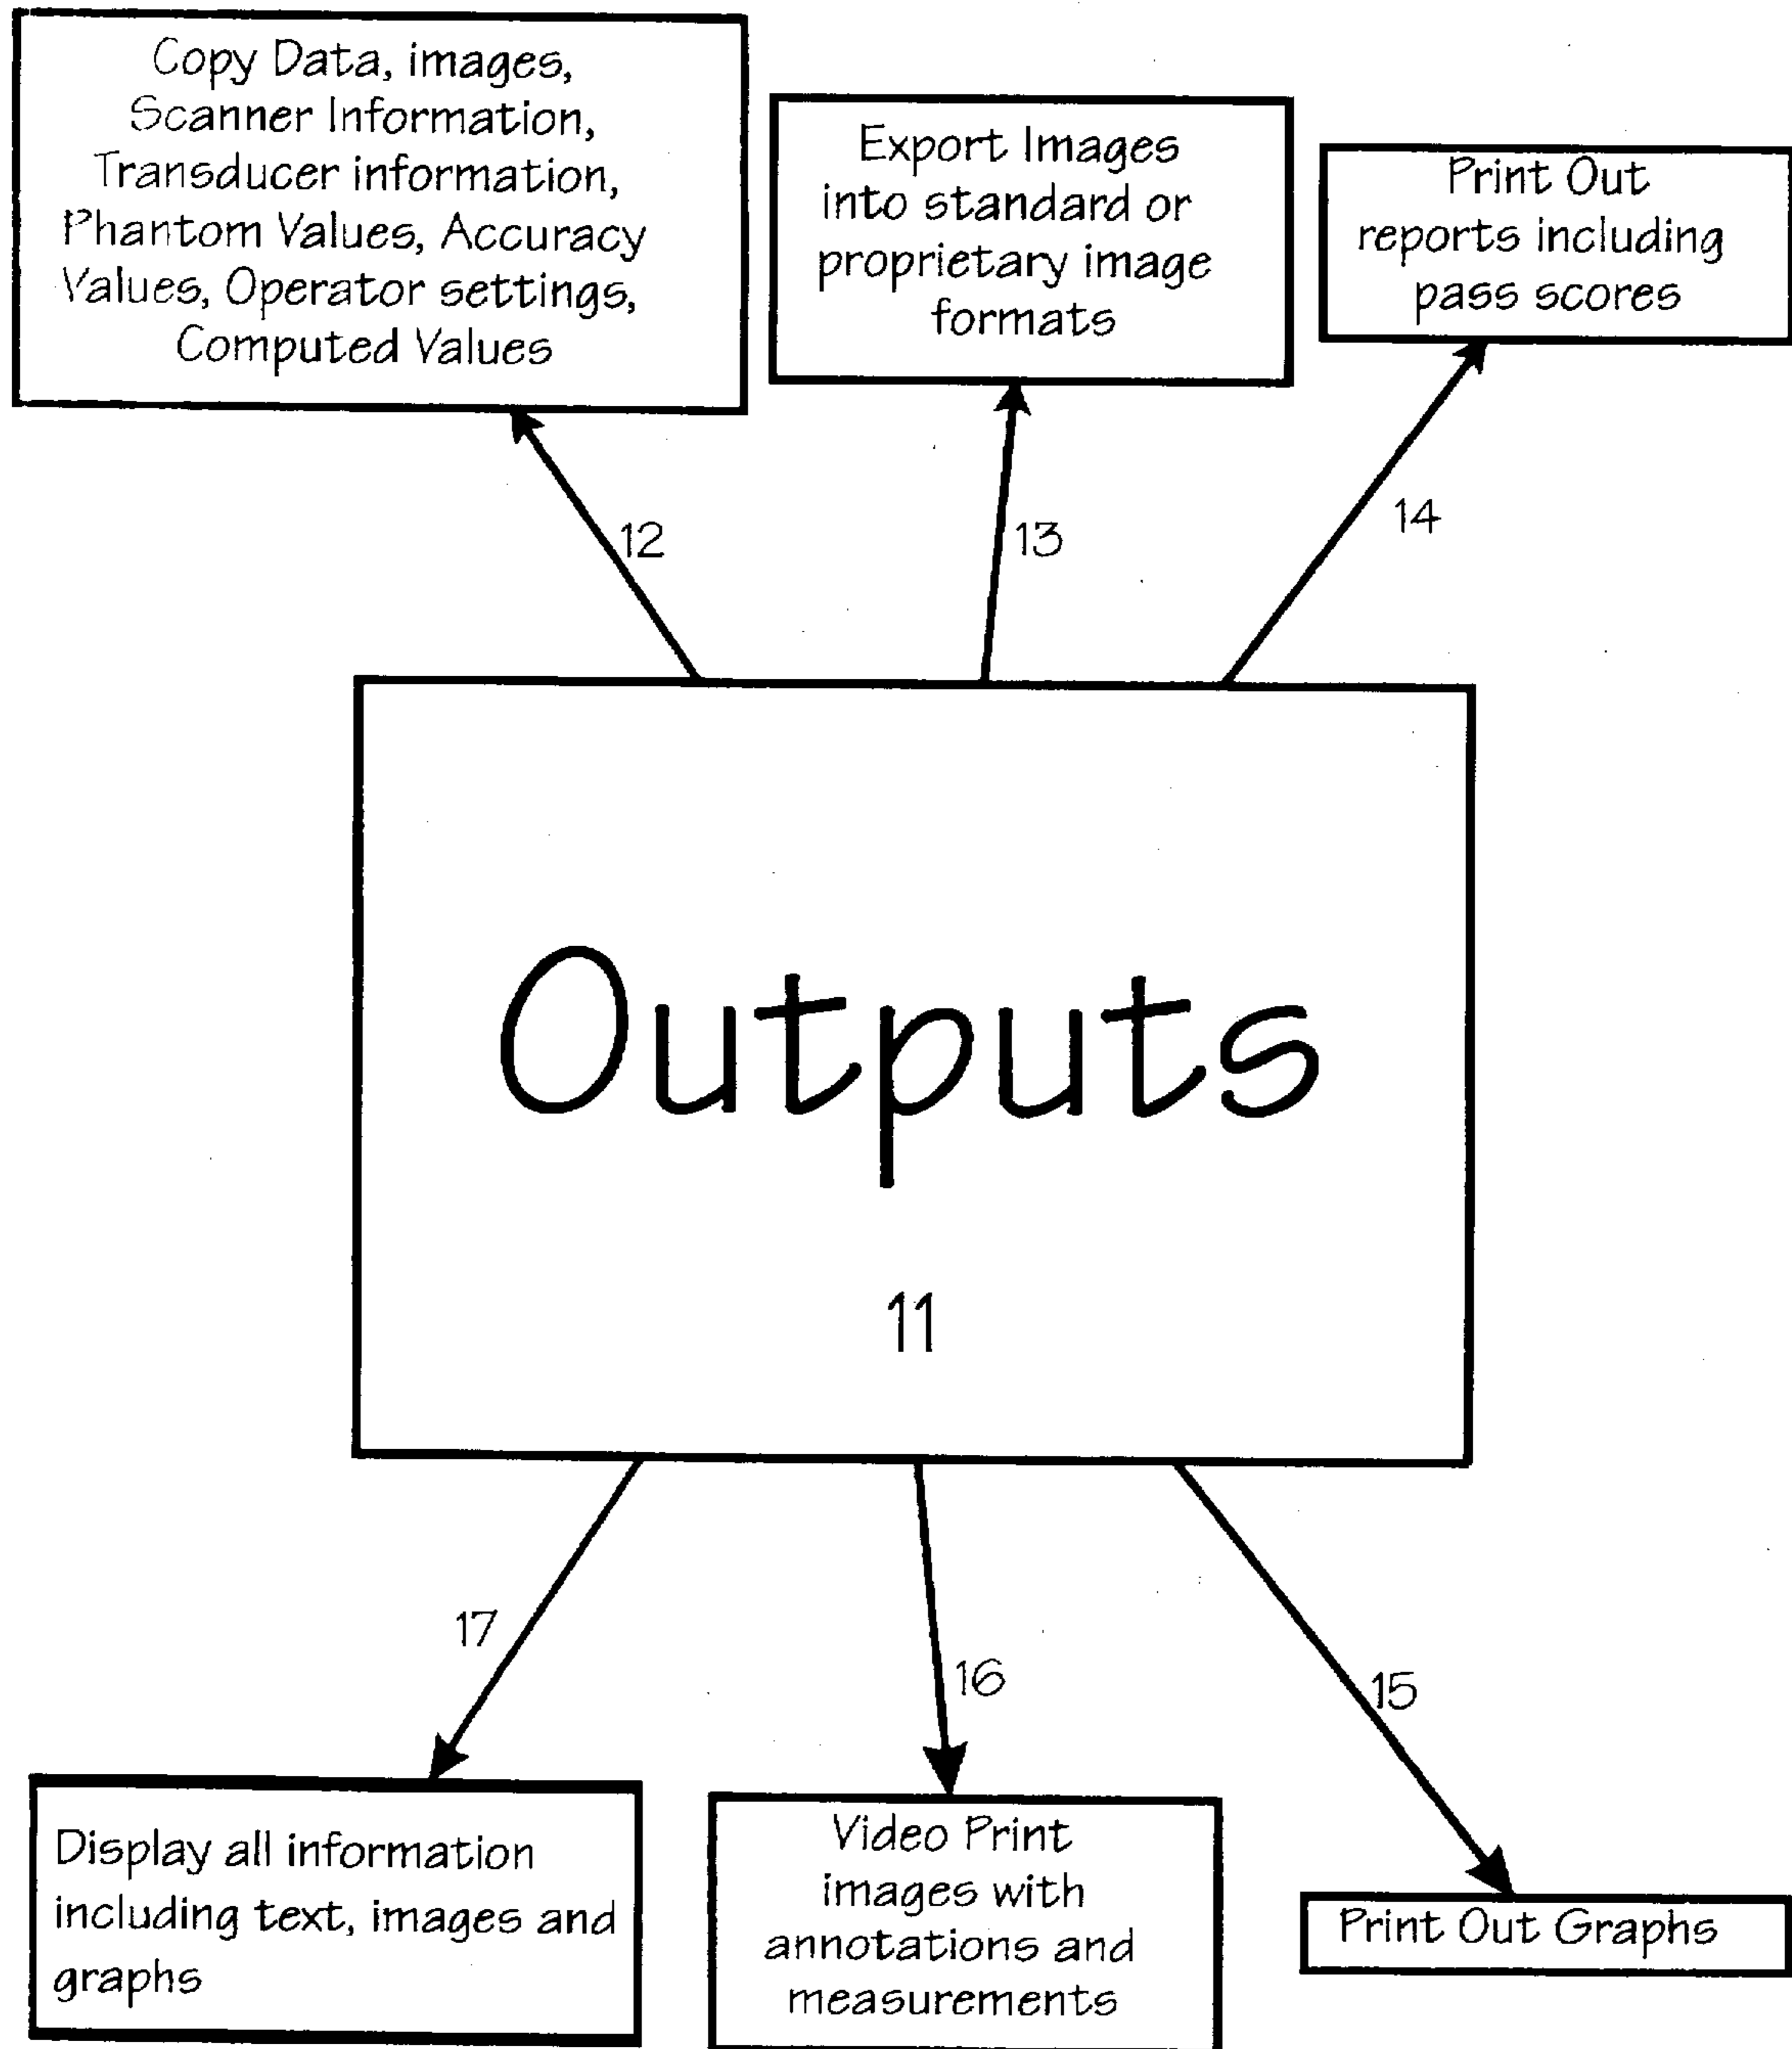 Copy Data, images,
Scanner Information,
Transducer information,
Phantom Values, Accuracy
Values, Operator settings,
Computed Values
Export Images
into standard or
proprietary image
formats
Print Out
reports including
pass scores
12
13
14
Outputs
11
17
16
15
Display all information
including text, images and
graphs
Video Print
images with
annotations and
measurements
Print Out Graphs